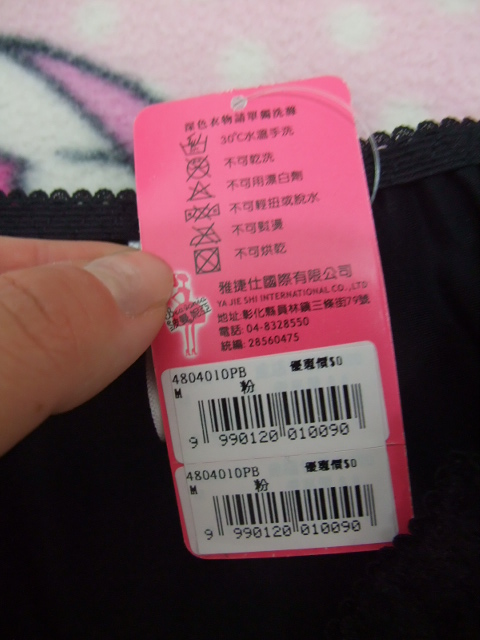 深色衣物請單獨洗滌
30℃水溫手洗
不可乾洗
不可用漂白劑
不可輕扭或脫水
不可熨燙
不可烘乾
雅捷仕國際有限公司
YA JIE SHI INTERNATIONAL CO.,LTD
地址:彰化縣員林鎮三條街79號
電話: 04-8328550
統編: 28560475
4804010PB 優惠價$0
M 粉
9 990120 010090
4804010PB 優惠價$0
M 粉
9 990120 010090